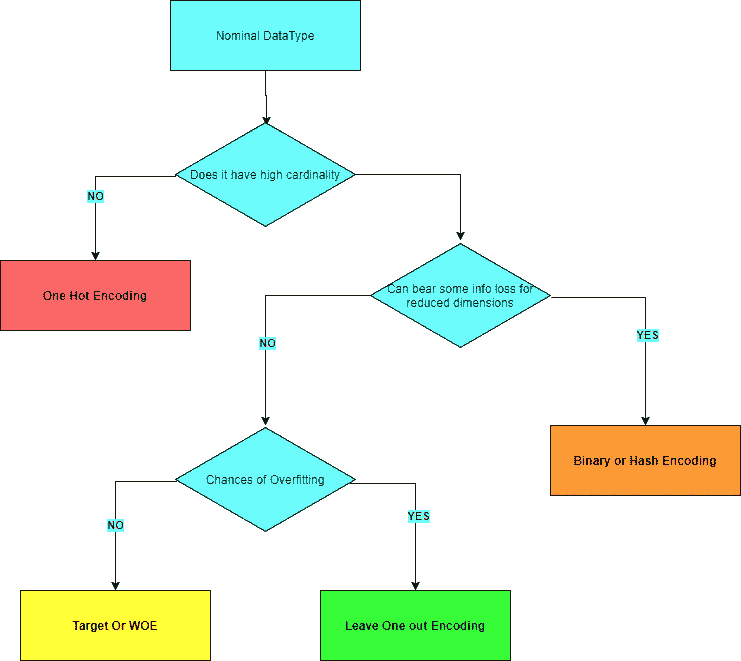 Nominal DataType
Does it have high cardinality
NO
One Hot Encoding
Can bear some info loss for
reduced dimensions
NO
YES
Chances of Overfitting
Binary or Hash Encoding
NO
YES
Target Or WOE
Leave One out Encoding